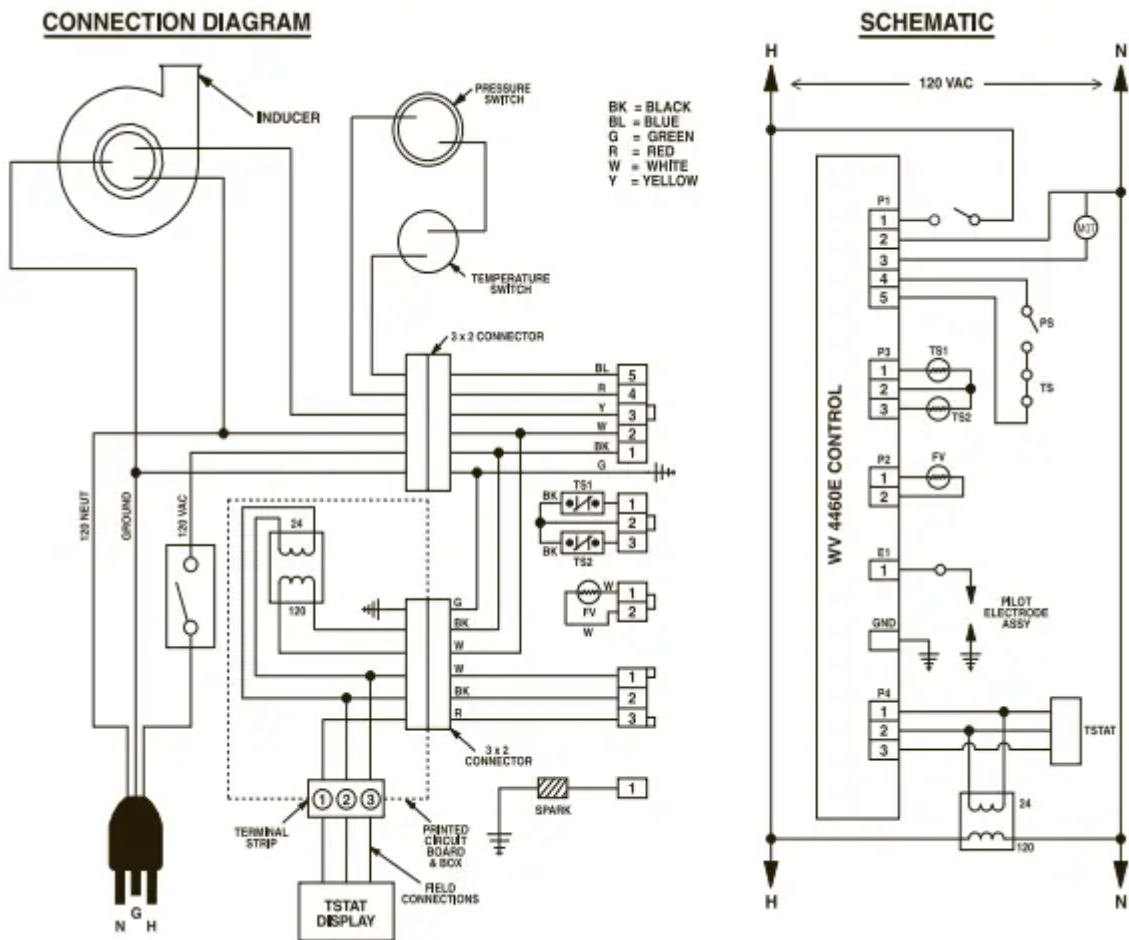 CONNECTION DIAGRAM
INDUCER
PRESSURE
SWITCH
TEMPERATURE
SWITCH
BK = BLACK
BL = BLUE
G = GREEN
R = RED
W = WHITE
Y = YELLOW
3 x 2 CONNECTOR
BL
5
R
4
Y
3
W
2
BK
1
G
120 NEUT
GROUND
120 VAC
24
120
TS1
BK
1
2
3
BK
TS2
W
1
FV
2
W
G
BK
W
W
1
BK
2
R
3
3 x 2
CONNECTOR
1 2 3
TERMINAL
STRIP
PRINTED
CIRCUIT
BOARD
& BOX
FIELD
CONNECTIONS
TSTAT
DISPLAY
SPARK
1
N G H
SCHEMATIC
H
N
120 VAC
WV 4460E CONTROL
P1
1
2
3
4
5
MOT
PS
TS
P3
1
2
3
TS1
TS2
P2
1
2
FV
E1
1
PILOT
ELECTRODE
ASSY
GND
P4
1
2
3
TSTAT
24
120
H
N